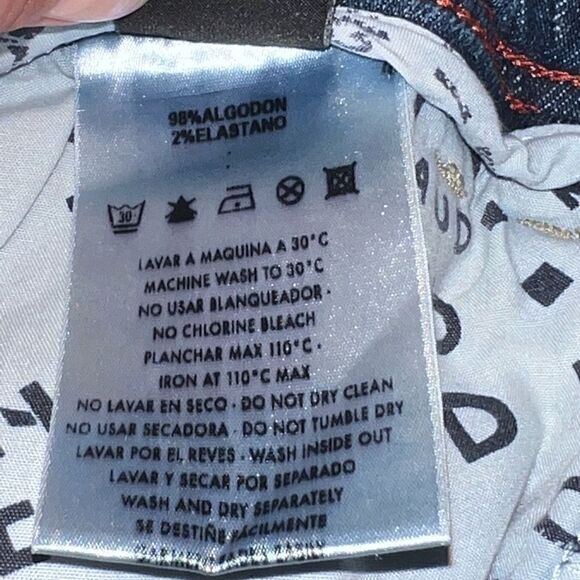 98%ALGODON
2%ELASTANO
30°
LAVAR A MAQUINA A 30°C
MACHINE WASH TO 30°C
NO USAR BLANQUEADOR ·
NO CHLORINE BLEACH
PLANCHAR MAX 110°C ·
IRON AT 110°C MAX
NO LAVAR EN SECO · DO NOT DRY CLEAN
NO USAR SECADORA · DO NOT TUMBLE DRY
LAVAR POR EL REVES · WASH INSIDE OUT
LAVAR Y SECAR POR SEPARADO
WASH AND DRY SEPARATELY
SE DESTIÑE FÁCILMENTE